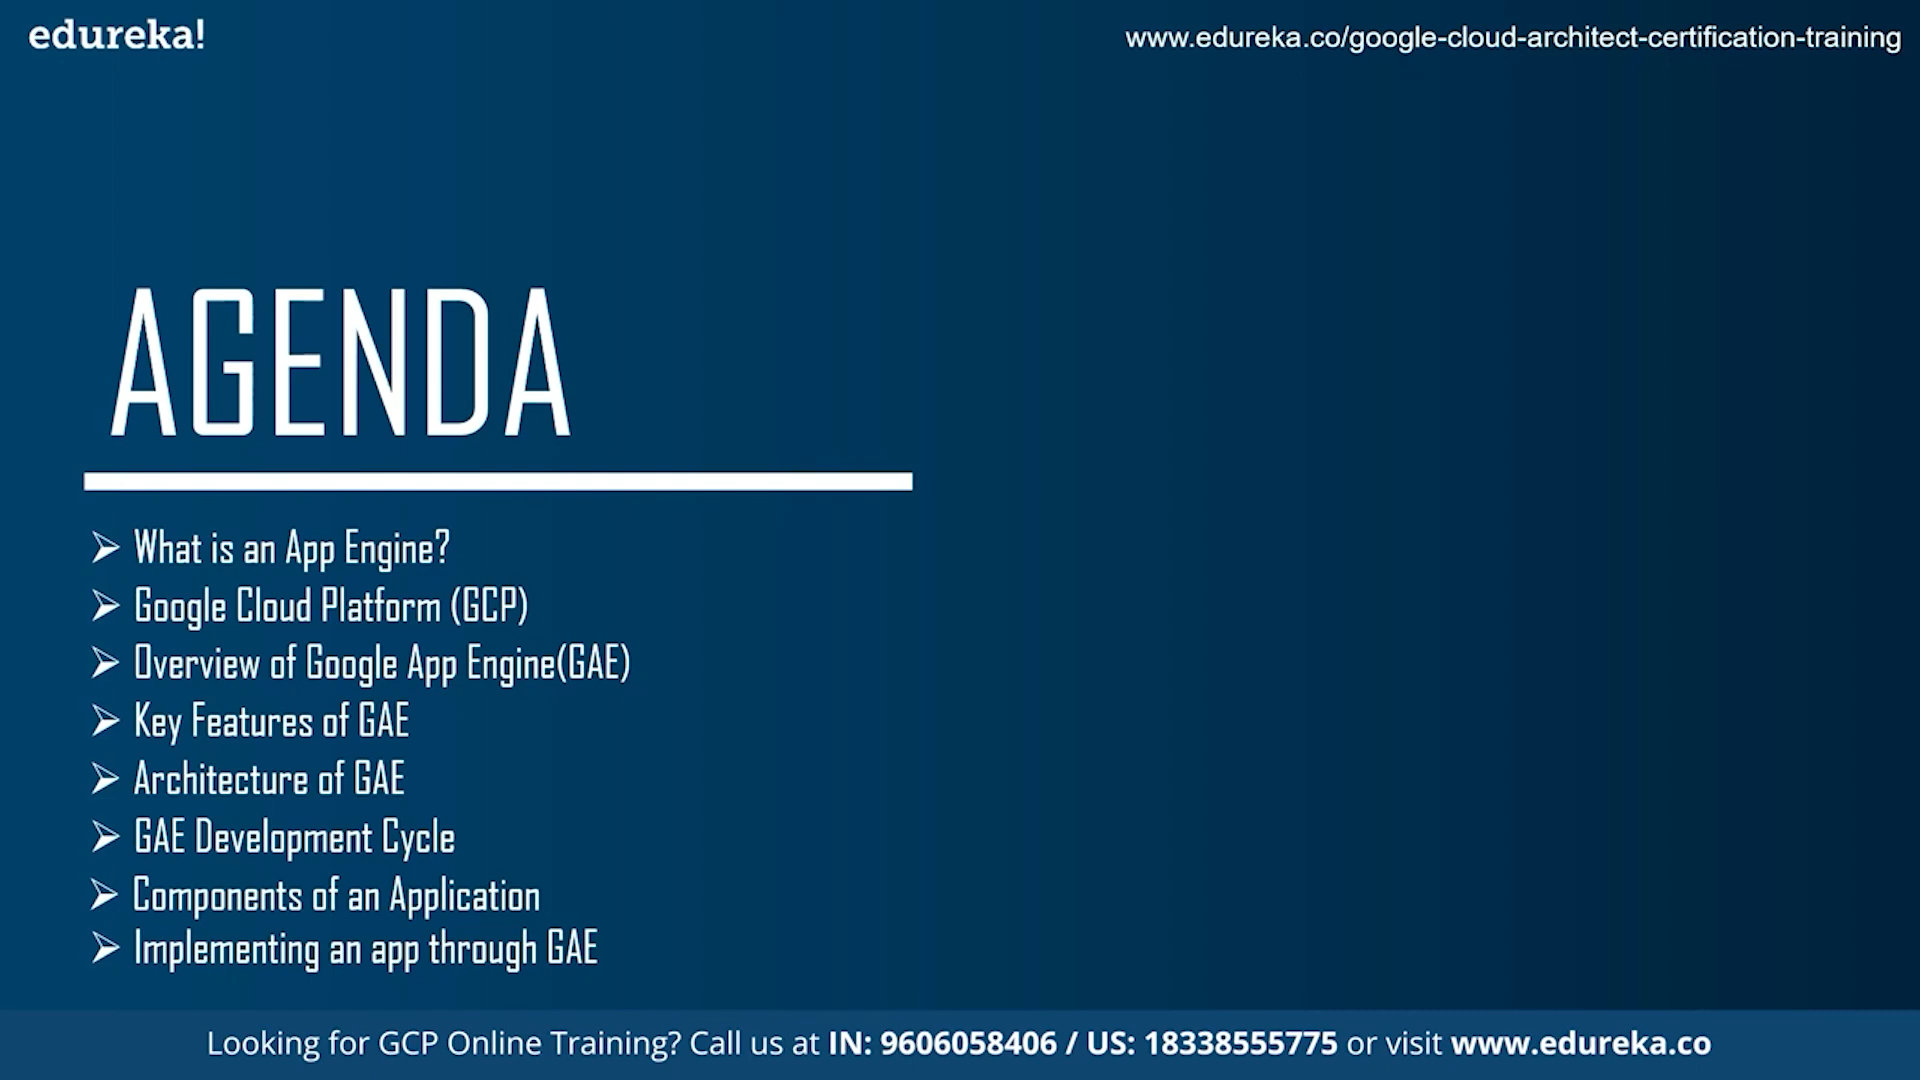 edureka!
www.edureka.co/google-cloud-architect-certification-training
AGENDA
➢ What is an App Engine?
➢ Google Cloud Platform (GCP)
➢ Overview of Google App Engine(GAE)
➢ Key Features of GAE
➢ Architecture of GAE
➢ GAE Development Cycle
➢ Components of an Application
➢ Implementing an app through GAE
Looking for GCP Online Training? Call us at IN: 9606058406 / US: 18338555775 or visit www.edureka.co